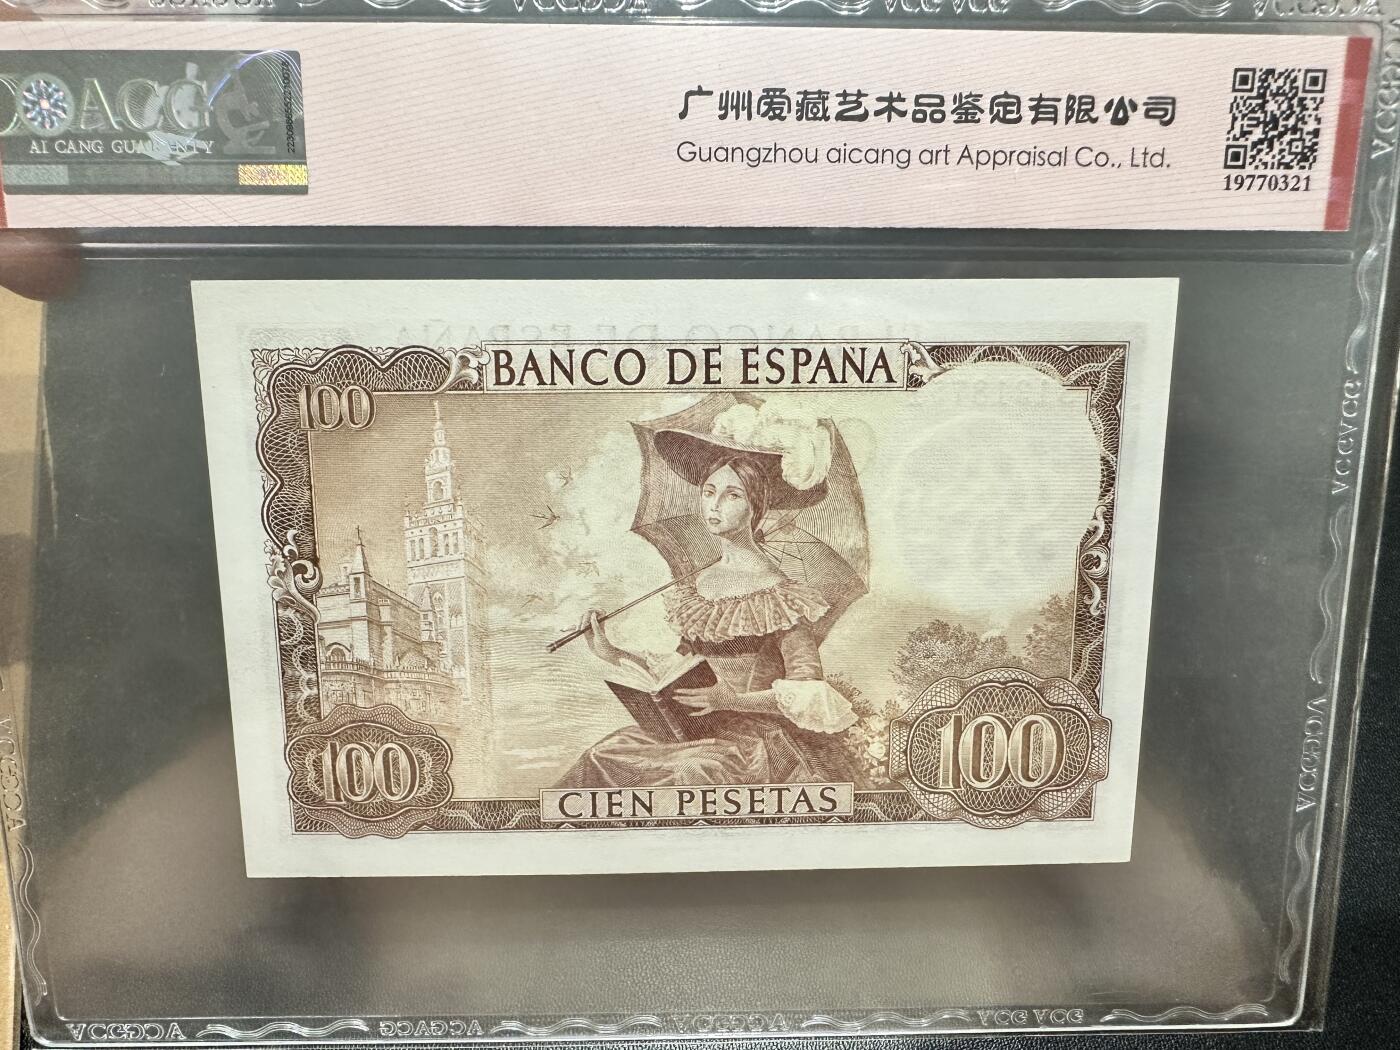 ACG
AI CANG GUARANTY
广州爱藏艺术品鉴定有限公司
Guangzhou aicang art Appraisal Co., Ltd.
19770321
BANCO DE ESPAÑA
100
100
100
CIEN PESETAS